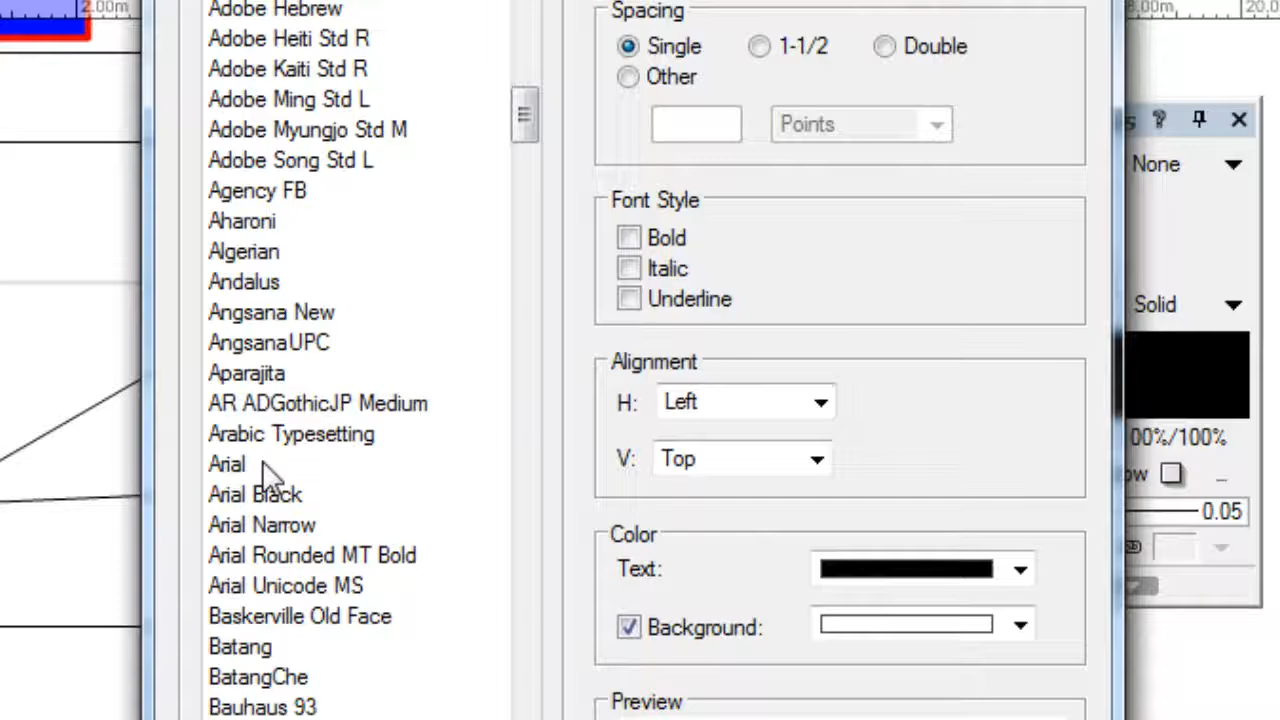 2.00m
8.00m
20.0
Adobe Hebrew
Adobe Heiti Std R
Adobe Kaiti Std R
Adobe Ming Std L
Adobe Myungjo Std M
Adobe Song Std L
Agency FB
Aharoni
Algerian
Andalus
Angsana New
AngsanaUPC
Aparajita
AR ADGothicJP Medium
Arabic Typesetting
Arial
Arial Black
Arial Narrow
Arial Rounded MT Bold
Arial Unicode MS
Baskerville Old Face
Batang
BatangChe
Bauhaus 93
Spacing
Single
1-1/2
Double
Other
Points
Font Style
Bold
Italic
Underline
Alignment
H: Left
V: Top
Color
Text:
Background:
Preview
None
Solid
00%/100%
ow
0.05